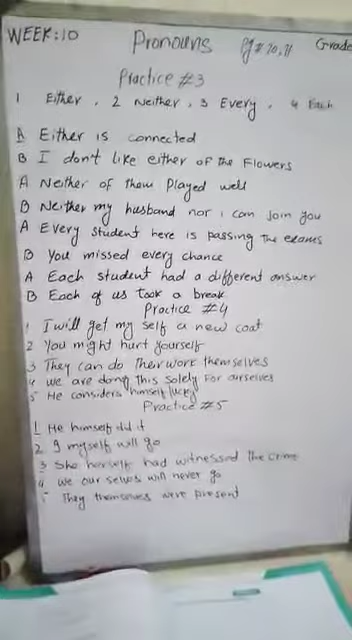 WEEK:10 Pronouns Pg# 70,71 Grade
Practice #3
1 Either, 2 Neither, 3 Every, 4 Each
A Either is connected
B I don't like either of the Flowers
A Neither of them Played well
B Neither my husband nor i can join you
A Every student here is passing the exams
B You missed every chance
A Each student had a different answer
B Each of us took a break
Practice #4
1 I will get my self a new coat
2 You might hurt yourself
3 They can do their work themselves
4 we are doing this solely For ourselves
5 He considers himself lucky
Practice #5
1 He himself did it
2 I myself will go
3 She herself had witnessed the crime
4 we our selves will never go
5 They themselves were present